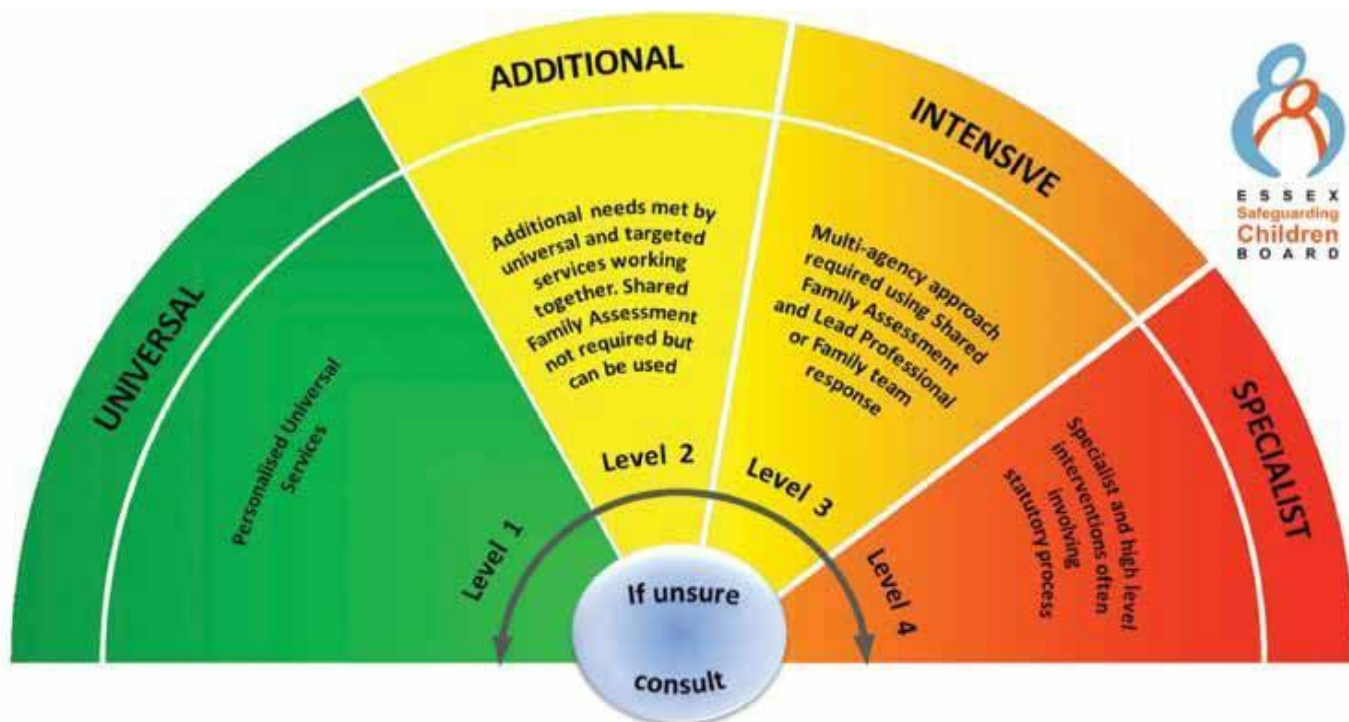 UNIVERSAL
Personalised Universal
Services
Level 1
ADDITIONAL
Additional needs met by
universal and targeted
services working
together. Shared
Family Assessment
not required but
can be used
Level 2
INTENSIVE
Multi-agency approach
required using Shared
Family Assessment
and Lead Professional
or Family team
response
Level 3
SPECIALIST
Specialist and high level
interventions often
involving
statutory process
Level 4
If unsure
consult
ESSEX
Safeguarding
Children
BOARD